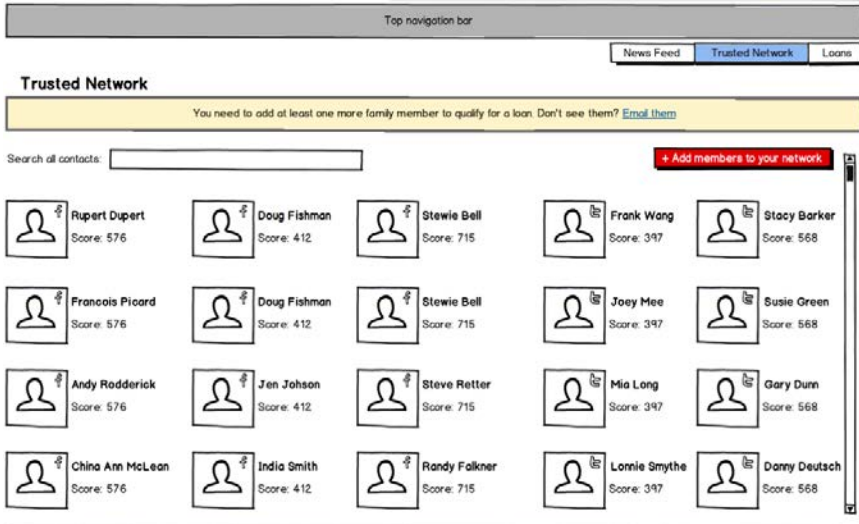 Top navigation bar
News Feed Trusted Network Loans
Trusted Network
You need to add at least one more family member to qualify for a loan. Don't see them? Email them
Search all contacts: + Add members to your network
Rupert Dupert Doug Fishman Stewie Bell Frank Wang Stacy Barker
Score: 576 Score: 412 Score: 715 Score: 397 Score: 568
Francois Picard Doug Fishman Stewie Bell Joey Mee Susie Green
Score: 576 Score: 412 Score: 715 Score: 397 Score: 568
Andy Rodderick Jen Johson Steve Retter Mia Long Gary Dunn
Score: 576 Score: 412 Score: 715 Score: 397 Score: 568
China Ann McLean India Smith Randy Falkner Lonnie Smythe Danny Deutsch
Score: 576 Score: 412 Score: 715 Score: 397 Score: 568